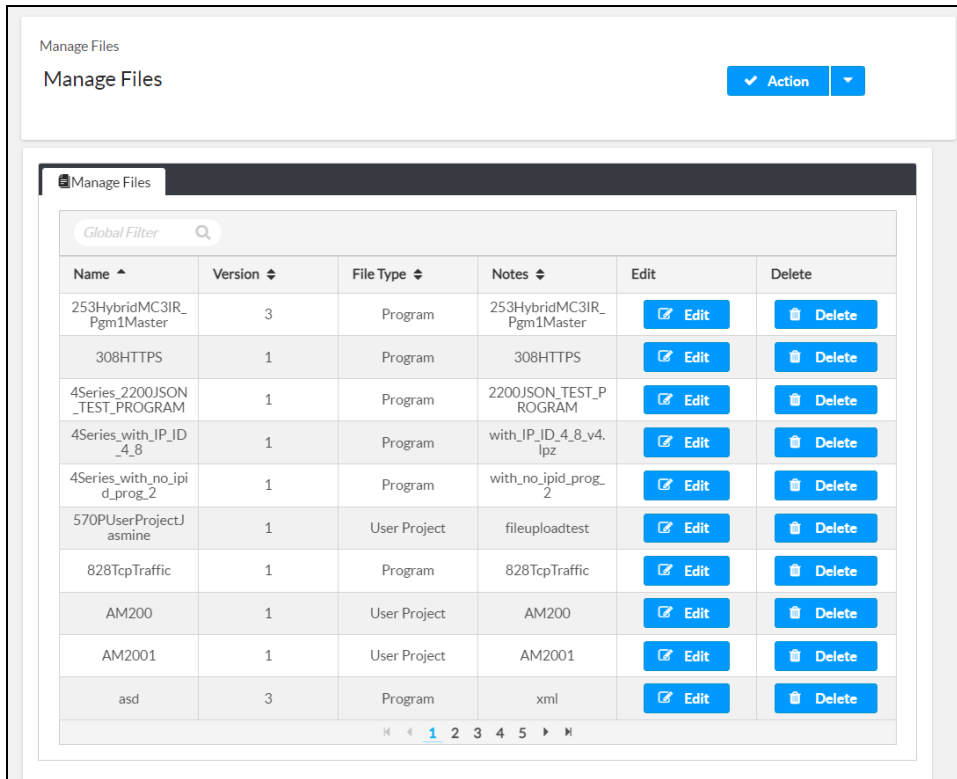 Manage Files
Manage Files
Action
Manage Files
Global Filter
Name Version File Type Notes Edit Delete
253HybridMC3IR_
Pgm1Master 3 Program 253HybridMC3IR_
Pgm1Master Edit Delete
308HTTPS 1 Program 308HTTPS Edit Delete
4Series_2200JSON
_TEST_PROGRAM 1 Program 2200JSON_TEST_P
ROGRAM Edit Delete
4Series_with_IP_ID
_4_8 1 Program with_IP_ID_4_8_v4.
lpz Edit Delete
4Series_with_no_ipi
d_prog_2 1 Program with_no_ipid_prog_
2 Edit Delete
570PUserProjectJ
asmine 1 User Project fileuploadtest Edit Delete
828TcpTraffic 1 Program 828TcpTraffic Edit Delete
AM200 1 User Project AM200 Edit Delete
AM2001 1 User Project AM2001 Edit Delete
asd 3 Program xml Edit Delete
1 2 3 4 5